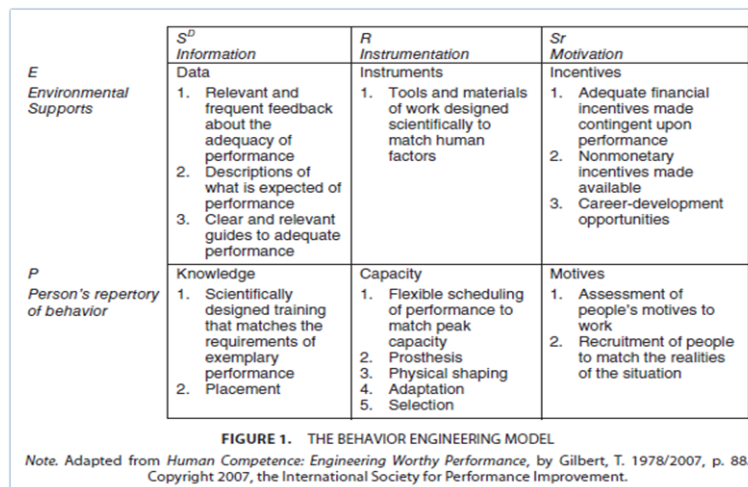 S^D
Information
R
Instrumentation
Sr
Motivation
E
Environmental
Supports
Data
1. Relevant and
frequent feedback
about the
adequacy of
performance
2. Descriptions of
what is expected of
performance
3. Clear and relevant
guides to adequate
performance
Instruments
1. Tools and materials
of work designed
scientifically to
match human
factors
Incentives
1. Adequate financial
incentives made
contingent upon
performance
2. Nonmonetary
incentives made
available
3. Career-development
opportunities
P
Person's repertory
of behavior
Knowledge
1. Scientifically
designed training
that matches the
requirements of
exemplary
performance
2. Placement
Capacity
1. Flexible scheduling
of performance to
match peak
capacity
2. Prosthesis
3. Physical shaping
4. Adaptation
5. Selection
Motives
1. Assessment of
people's motives to
work
2. Recruitment of people
to match the realities
of the situation
FIGURE 1. THE BEHAVIOR ENGINEERING MODEL
Note. Adapted from Human Competence: Engineering Worthy Performance, by Gilbert, T. 1978/2007, p. 88.
Copyright 2007, the International Society for Performance Improvement.